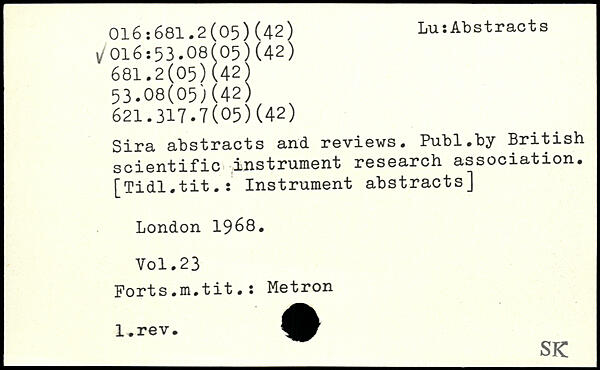 016:681.2(05)(42)
Lu:Abstracts
✓016:53.08(05)(42)
681.2(05)(42)
53.08(05)(42)
621.317.7(05)(42)
Sira abstracts and reviews. Publ.by British
scientific instrument research association.
[Tidl.tit.: Instrument abstracts]
London 1968.
Vol.23
Forts.m.tit.: Metron
1.rev.
SK